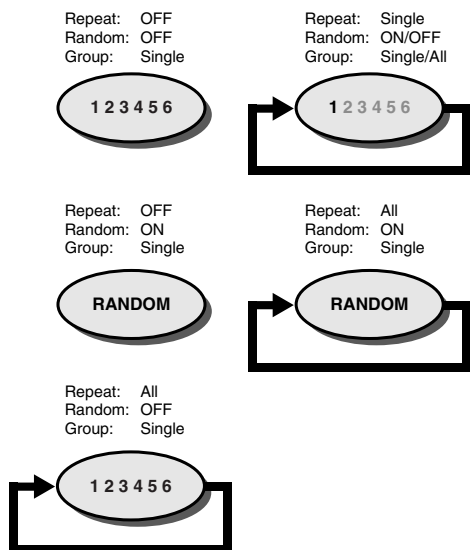 Repeat: OFF
Random: OFF
Group: Single
1 2 3 4 5 6
Repeat: Single
Random: ON/OFF
Group: Single/All
1 2 3 4 5 6
Repeat: OFF
Random: ON
Group: Single
RANDOM
Repeat: All
Random: ON
Group: Single
RANDOM
Repeat: All
Random: OFF
Group: Single
1 2 3 4 5 6